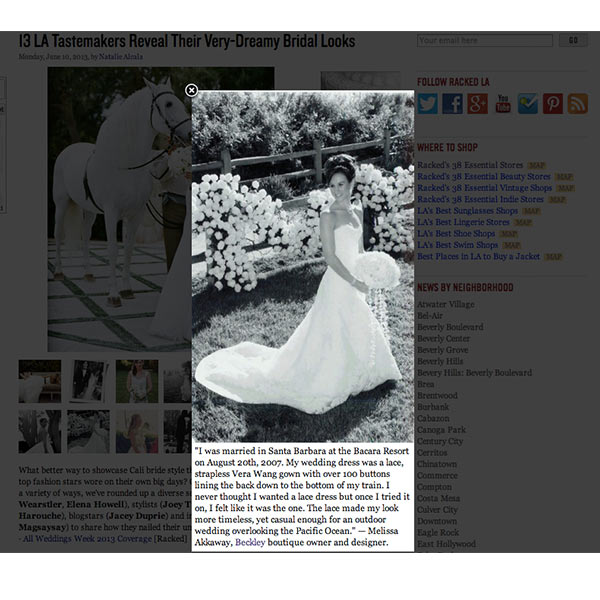 13 LA Tastemakers Reveal Their Very-Dreamy Bridal Looks
Monday, June 10, 2013, by Natalie Alcala
"I was married in Santa Barbara at the Bacara Resort
on August 20th, 2007. My wedding dress was a lace,
strapless Vera Wang gown with over 100 buttons
lining the back down to the bottom of my train. I
never thought I wanted a lace dress but once I tried it
on, I felt like it was the one. The lace made my look
more timeless, yet casual enough for an outdoor
wedding overlooking the Pacific Ocean." — Melissa
Akkaway, Beckley boutique owner and designer.
What better way to showcase Cali bride style t
top fashion stars wore on their own big days?
a variety of ways, we've rounded up a diverse s
Wearstler, Elena Howell), stylists (Joey T
Harouche), blogstars (Jacey Duprie) and i
Magsaysay) to share how they nailed their un
- All Weddings Week 2013 Coverage [Racked]
Your email here
GO
FOLLOW RACKED LA
You
Tube
WHERE TO SHOP
Racked's 38 Essential Stores MAP
Racked's 38 Essential Beauty Stores MAP
Racked's 38 Essential Vintage Shops MAP
Racked's 38 Essential Indie Stores MAP
LA's Best Sunglasses Shops MAP
LA's Best Lingerie Stores MAP
LA's Best Shoe Shops MAP
LA's Best Swim Shops MAP
Best Places in LA to Buy a Jacket MAP
NEWS BY NEIGHBORHOOD
Atwater Village
Bel-Air
Beverly Boulevard
Beverly Center
Beverly Grove
Beverly Hills
Bevery Hills: Beverly Boulevard
Brea
Brentwood
Burbank
Cabazon
Canoga Park
Century City
Cerritos
Chinatown
Commerce
Compton
Costa Mesa
Culver City
Downtown
Eagle Rock
East Hollywood